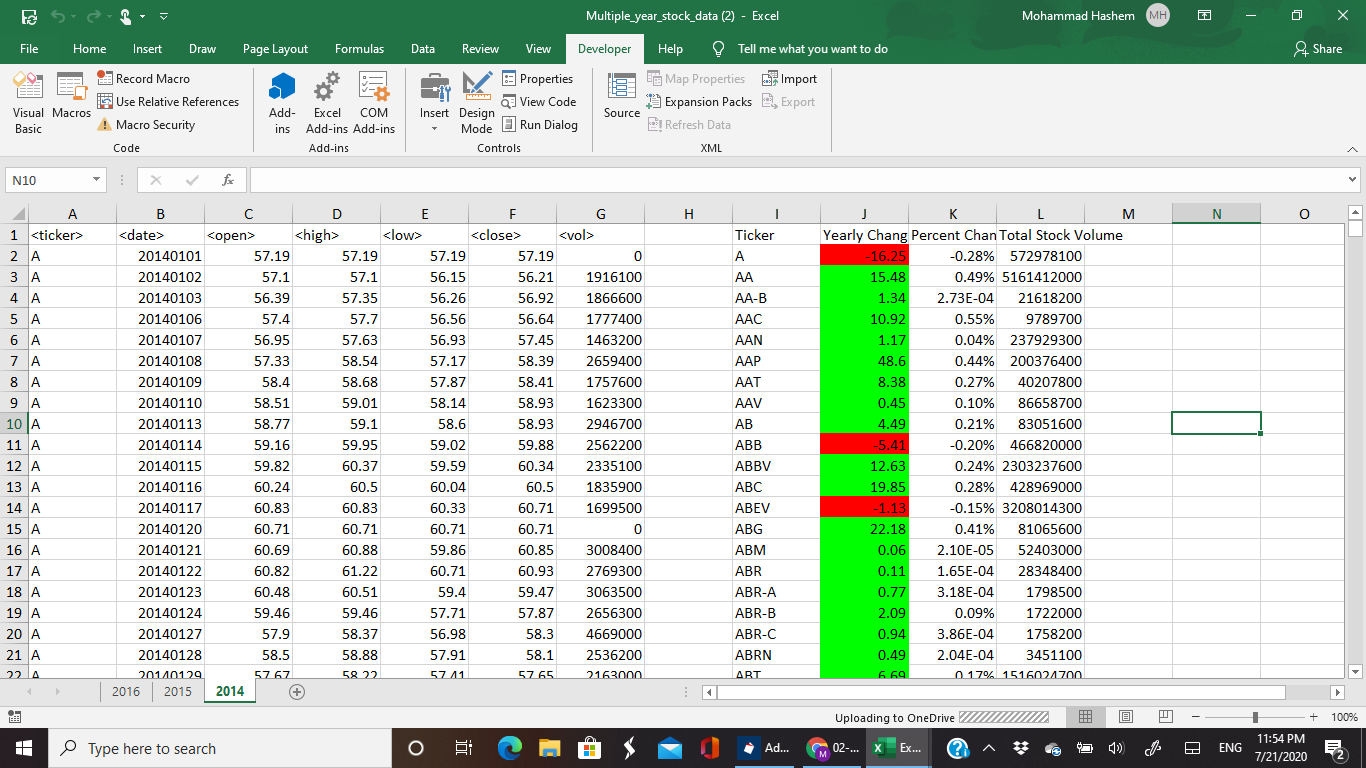 Multiple_year_stock_data (2) - Excel
Mohammad Hashem MH
File Home Insert Draw Page Layout Formulas Data Review View Developer Help Tell me what you want to do Share
Visual Basic
Macros
Record Macro
Use Relative References
Macro Security
Code
Add-ins
Excel Add-ins
COM Add-ins
Add-ins
Insert
Design Mode
Properties
View Code
Run Dialog
Controls
Source
Map Properties
Expansion Packs
Refresh Data
Import
Export
XML
N10 fx
A B C D E F G H I J K L M N O
1 <ticker> <date> <open> <high> <low> <close> <vol> Ticker Yearly Chang Percent Chan Total Stock Volume
2 A 20140101 57.19 57.19 57.19 57.19 0 A -16.25 -0.28% 572978100
3 A 20140102 57.1 57.1 56.15 56.21 1916100 AA 15.48 0.49% 5161412000
4 A 20140103 56.39 57.35 56.26 56.92 1866600 AA-B 1.34 2.73E-04 21618200
5 A 20140106 57.4 57.7 56.56 56.64 1777400 AAC 10.92 0.55% 9789700
6 A 20140107 56.95 57.63 56.93 57.45 1463200 AAN 1.17 0.04% 237929300
7 A 20140108 57.33 58.54 57.17 58.39 2659400 AAP 48.6 0.44% 200376400
8 A 20140109 58.4 58.68 57.87 58.41 1757600 AAT 8.38 0.27% 40207800
9 A 20140110 58.51 59.01 58.14 58.93 1623300 AAV 0.45 0.10% 86658700
10 A 20140113 58.77 59.1 58.6 58.93 2946700 AB 4.49 0.21% 83051600
11 A 20140114 59.16 59.95 59.02 59.88 2562200 ABB -5.41 -0.20% 466820000
12 A 20140115 59.82 60.37 59.59 60.34 2335100 ABBV 12.63 0.24% 2303237600
13 A 20140116 60.24 60.5 60.04 60.5 1835900 ABC 19.85 0.28% 428969000
14 A 20140117 60.83 60.83 60.33 60.71 1699500 ABEV -1.13 -0.15% 3208014300
15 A 20140120 60.71 60.71 60.71 60.71 0 ABG 22.18 0.41% 81065600
16 A 20140121 60.69 60.88 59.86 60.85 3008400 ABM 0.06 2.10E-05 52403000
17 A 20140122 60.82 61.22 60.71 60.93 2769300 ABR 0.11 1.65E-04 28348400
18 A 20140123 60.48 60.51 59.4 59.47 3063500 ABR-A 0.77 3.18E-04 1798500
19 A 20140124 59.46 59.46 57.71 57.87 2656300 ABR-B 2.09 0.09% 1722000
20 A 20140127 57.9 58.37 56.98 58.3 4669000 ABR-C 0.94 3.86E-04 1758200
21 A 20140128 58.5 58.88 57.91 58.1 2536200 ABRN 0.49 2.04E-04 3451100
22 A 20140129 57.67 58.22 57.41 57.65 2163000 ABT 6.69 0.17% 1516024700
2016 2015 2014
Uploading to OneDrive 100%
Type here to search Ad... 02-... Ex... ENG 11:54 PM
7/21/2020 2